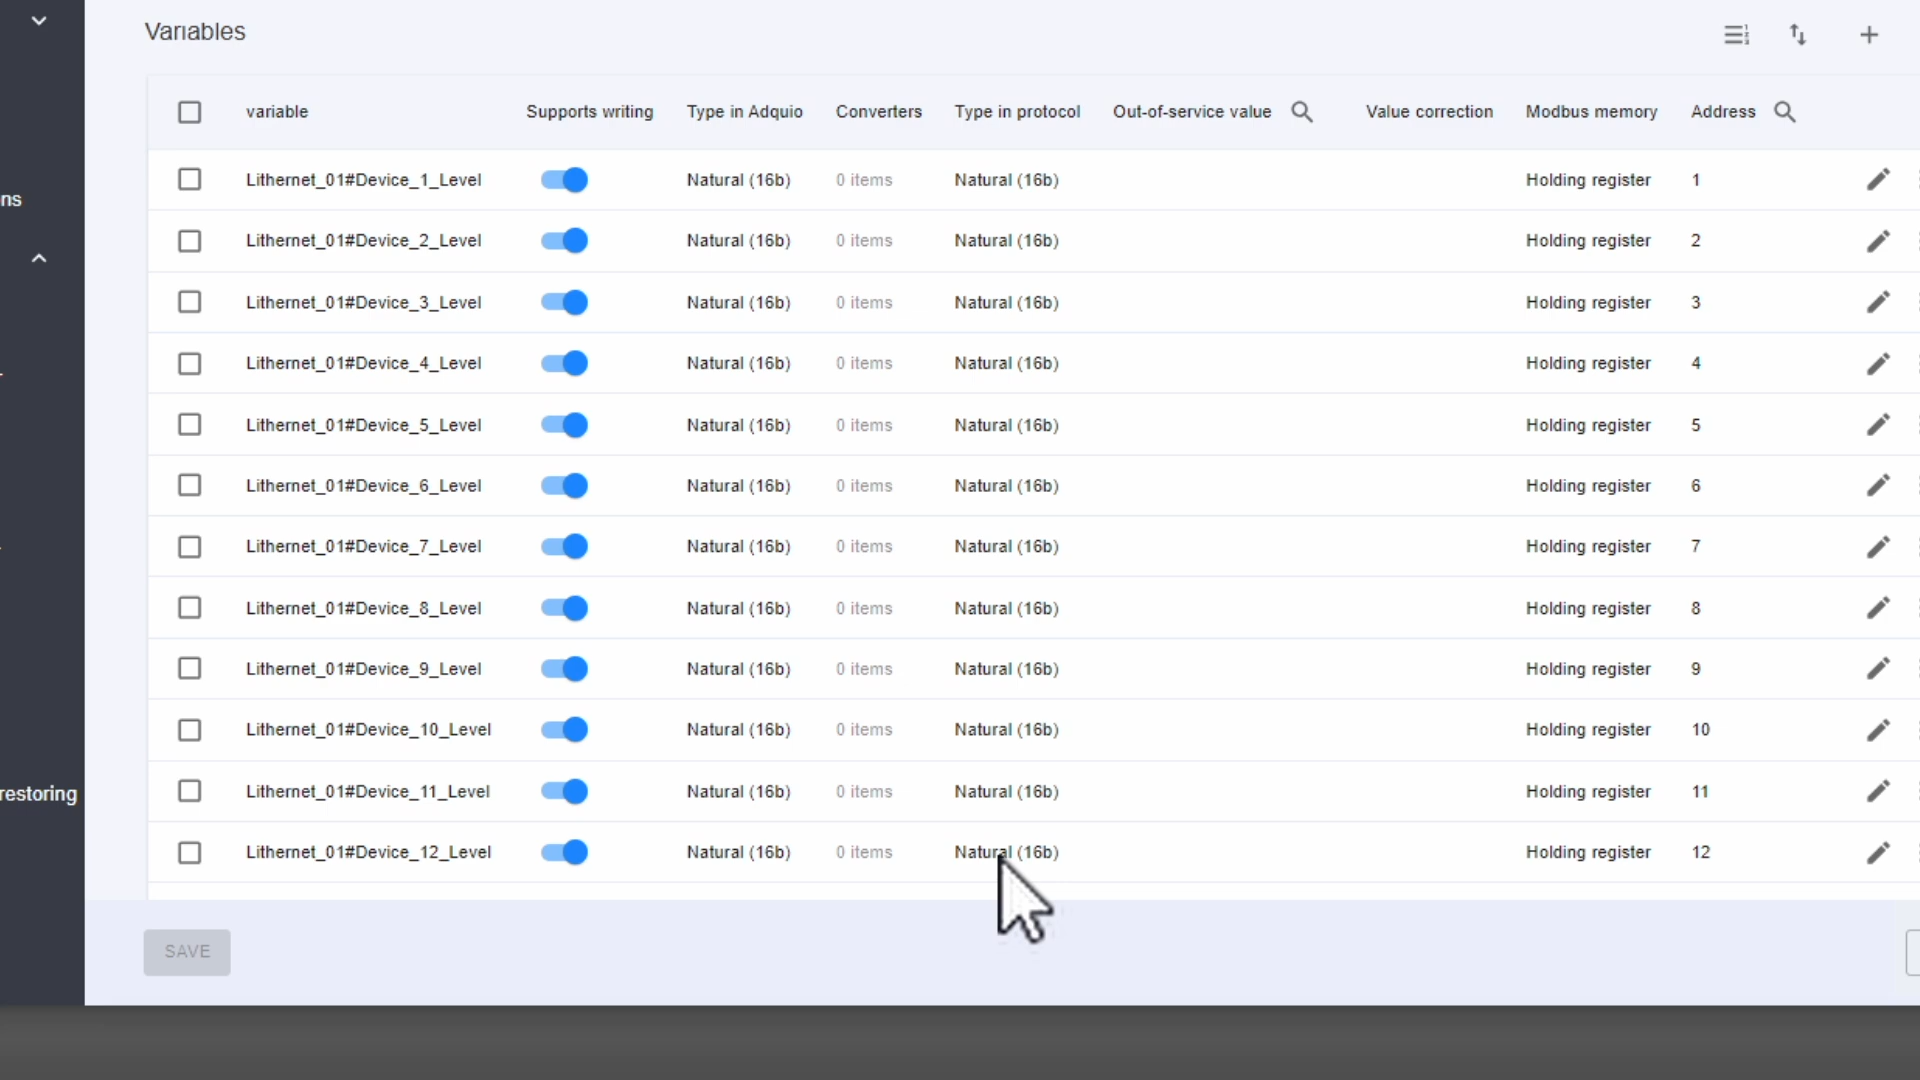 Variables
variable Supports writing Type in Adquio Converters Type in protocol Out-of-service value Value correction Modbus memory Address
Lithernet_01#Device_1_Level Natural (16b) 0 items Natural (16b) Holding register 1
ns
Lithernet_01#Device_2_Level Natural (16b) 0 items Natural (16b) Holding register 2
Lithernet_01#Device_3_Level Natural (16b) 0 items Natural (16b) Holding register 3
Lithernet_01#Device_4_Level Natural (16b) 0 items Natural (16b) Holding register 4
Lithernet_01#Device_5_Level Natural (16b) 0 items Natural (16b) Holding register 5
Lithernet_01#Device_6_Level Natural (16b) 0 items Natural (16b) Holding register 6
Lithernet_01#Device_7_Level Natural (16b) 0 items Natural (16b) Holding register 7
Lithernet_01#Device_8_Level Natural (16b) 0 items Natural (16b) Holding register 8
Lithernet_01#Device_9_Level Natural (16b) 0 items Natural (16b) Holding register 9
Lithernet_01#Device_10_Level Natural (16b) 0 items Natural (16b) Holding register 10
restoring
Lithernet_01#Device_11_Level Natural (16b) 0 items Natural (16b) Holding register 11
Lithernet_01#Device_12_Level Natural (16b) 0 items Natural (16b) Holding register 12
SAVE